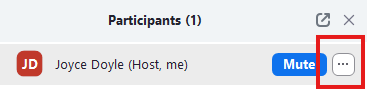 Participants (1)
JD Joyce Doyle (Host, me) Mute ...